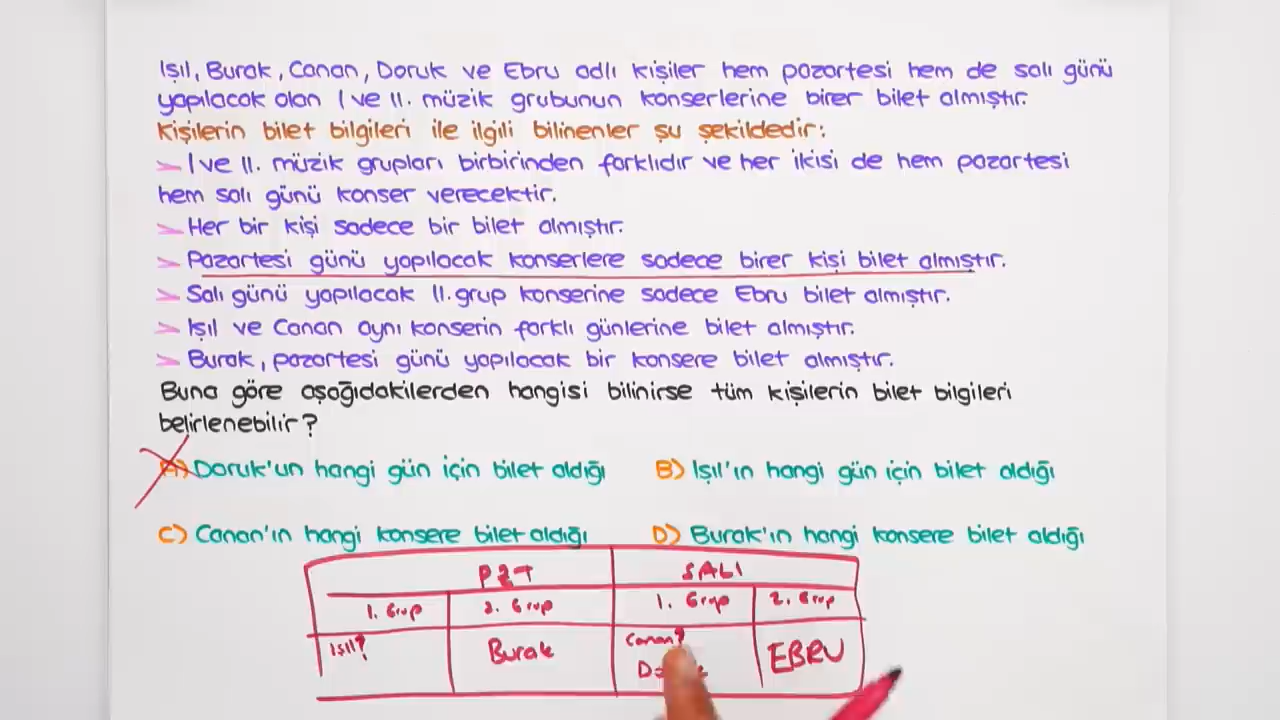 Işıl, Burak, Canan, Doruk ve Ebru adlı kişiler hem pazartesi hem de salı günü
yapılacak olan I ve II. müzik grubunun konserlerine birer bilet almıştır.
Kişilerin bilet bilgileri ile ilgili bilinenler şu şekildedir:
I ve II. müzik grupları birbirinden farklıdır ve her ikisi de hem pazartesi
hem salı günü konser verecektir.
Her bir kişi sadece bir bilet almıştır.
Pazartesi günü yapılacak konserlere sadece birer kişi bilet almıştır.
Salı günü yapılacak II. grup konserine sadece Ebru bilet almıştır.
Işıl ve Canan aynı konserin farklı günlerine bilet almıştır.
Burak, pazartesi günü yapılacak bir konsere bilet almıştır.
Buna göre aşağıdakilerden hangisi bilinirse tüm kişilerin bilet bilgileri
belirlenebilir?
A) Doruk'un hangi gün için bilet aldığı B) Işıl'ın hangi gün için bilet aldığı
C) Canan'ın hangi konsere bilet aldığı D) Burak'ın hangi konsere bilet aldığı
PZT SALI
1. Grup 2. Grup 1. Grup 2. Grup
Işıl? Burak Canan? EBRU